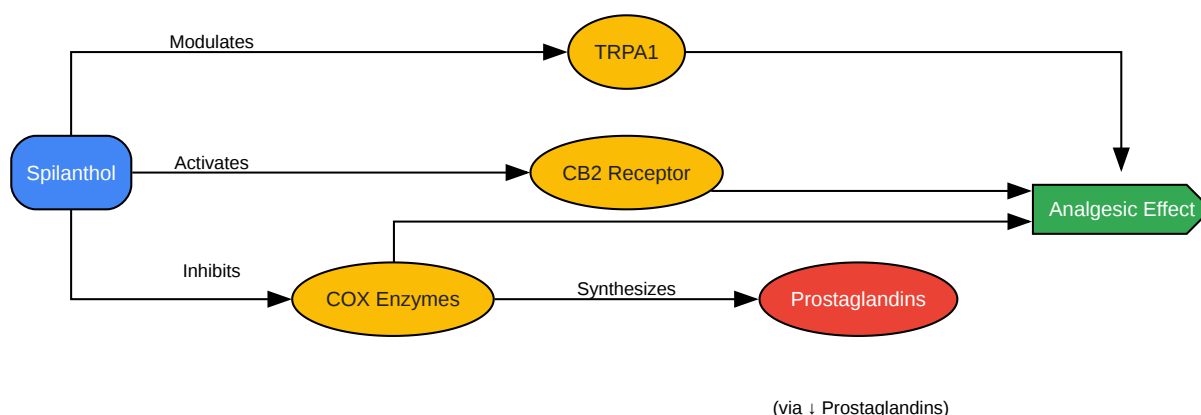 Modulates
TRPA1
Spilanthol
Activates
CB2 Receptor
Analgesic Effect
Inhibits
COX Enzymes
Synthesizes
Prostaglandins
(via ↓ Prostaglandins)